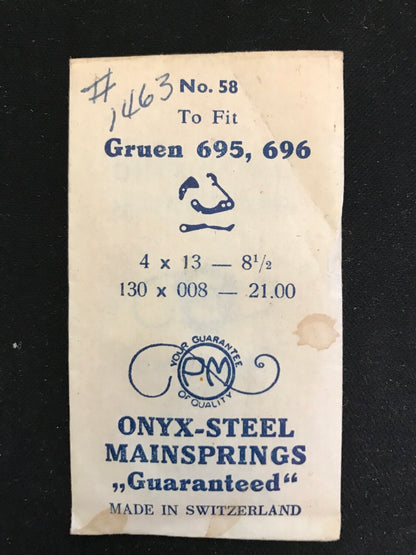 #1463
No. 58
To Fit
Gruen 695, 696
4 x 13 — 8½
130 x 008 — 21.00
YOUR GUARANTEE
P.M
OF QUALITY
ONYX-STEEL
MAINSPRINGS
„Guaranteed“
MADE IN SWITZERLAND